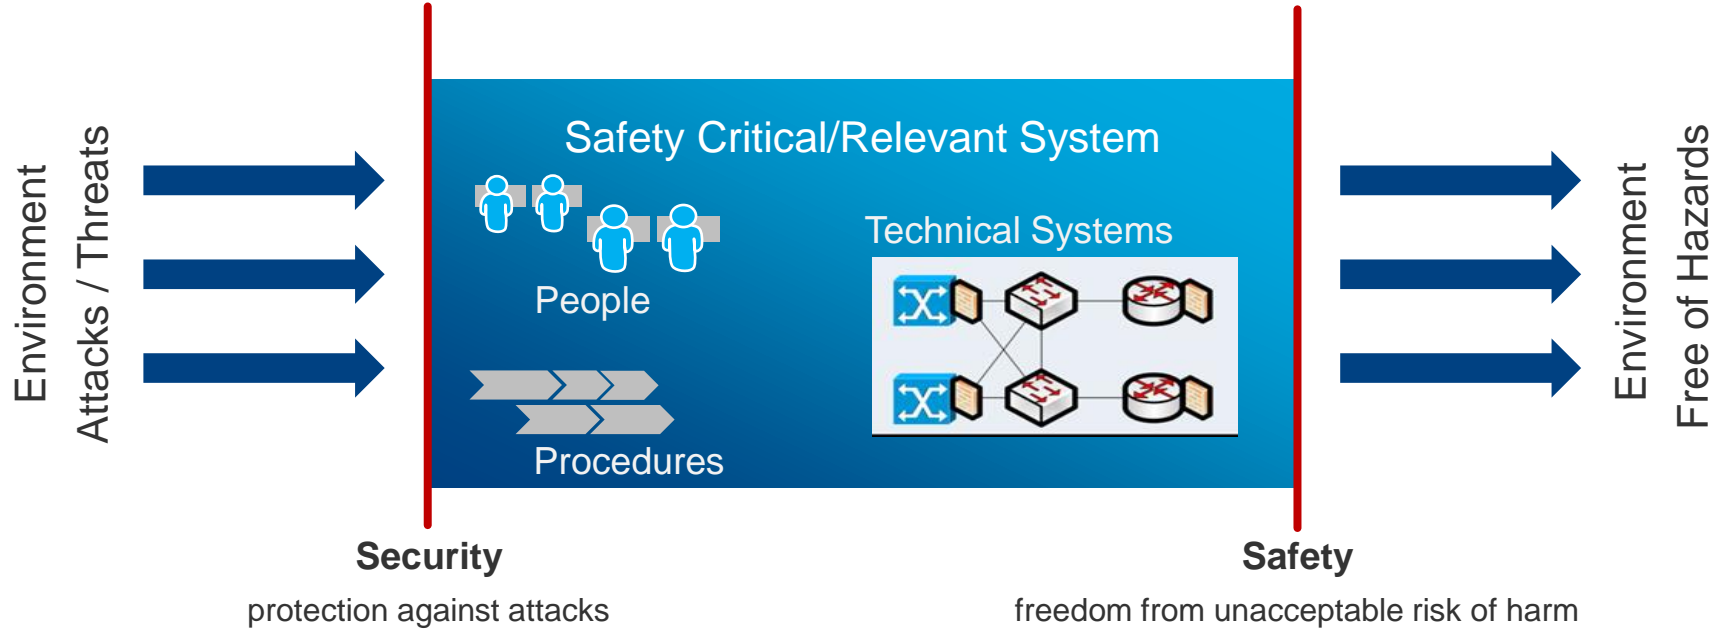 Environment
Attacks / Threats
Safety Critical/Relevant System
People
Procedures
Technical Systems
Environment
Free of Hazards
Security
protection against attacks
Safety
freedom from unacceptable risk of harm